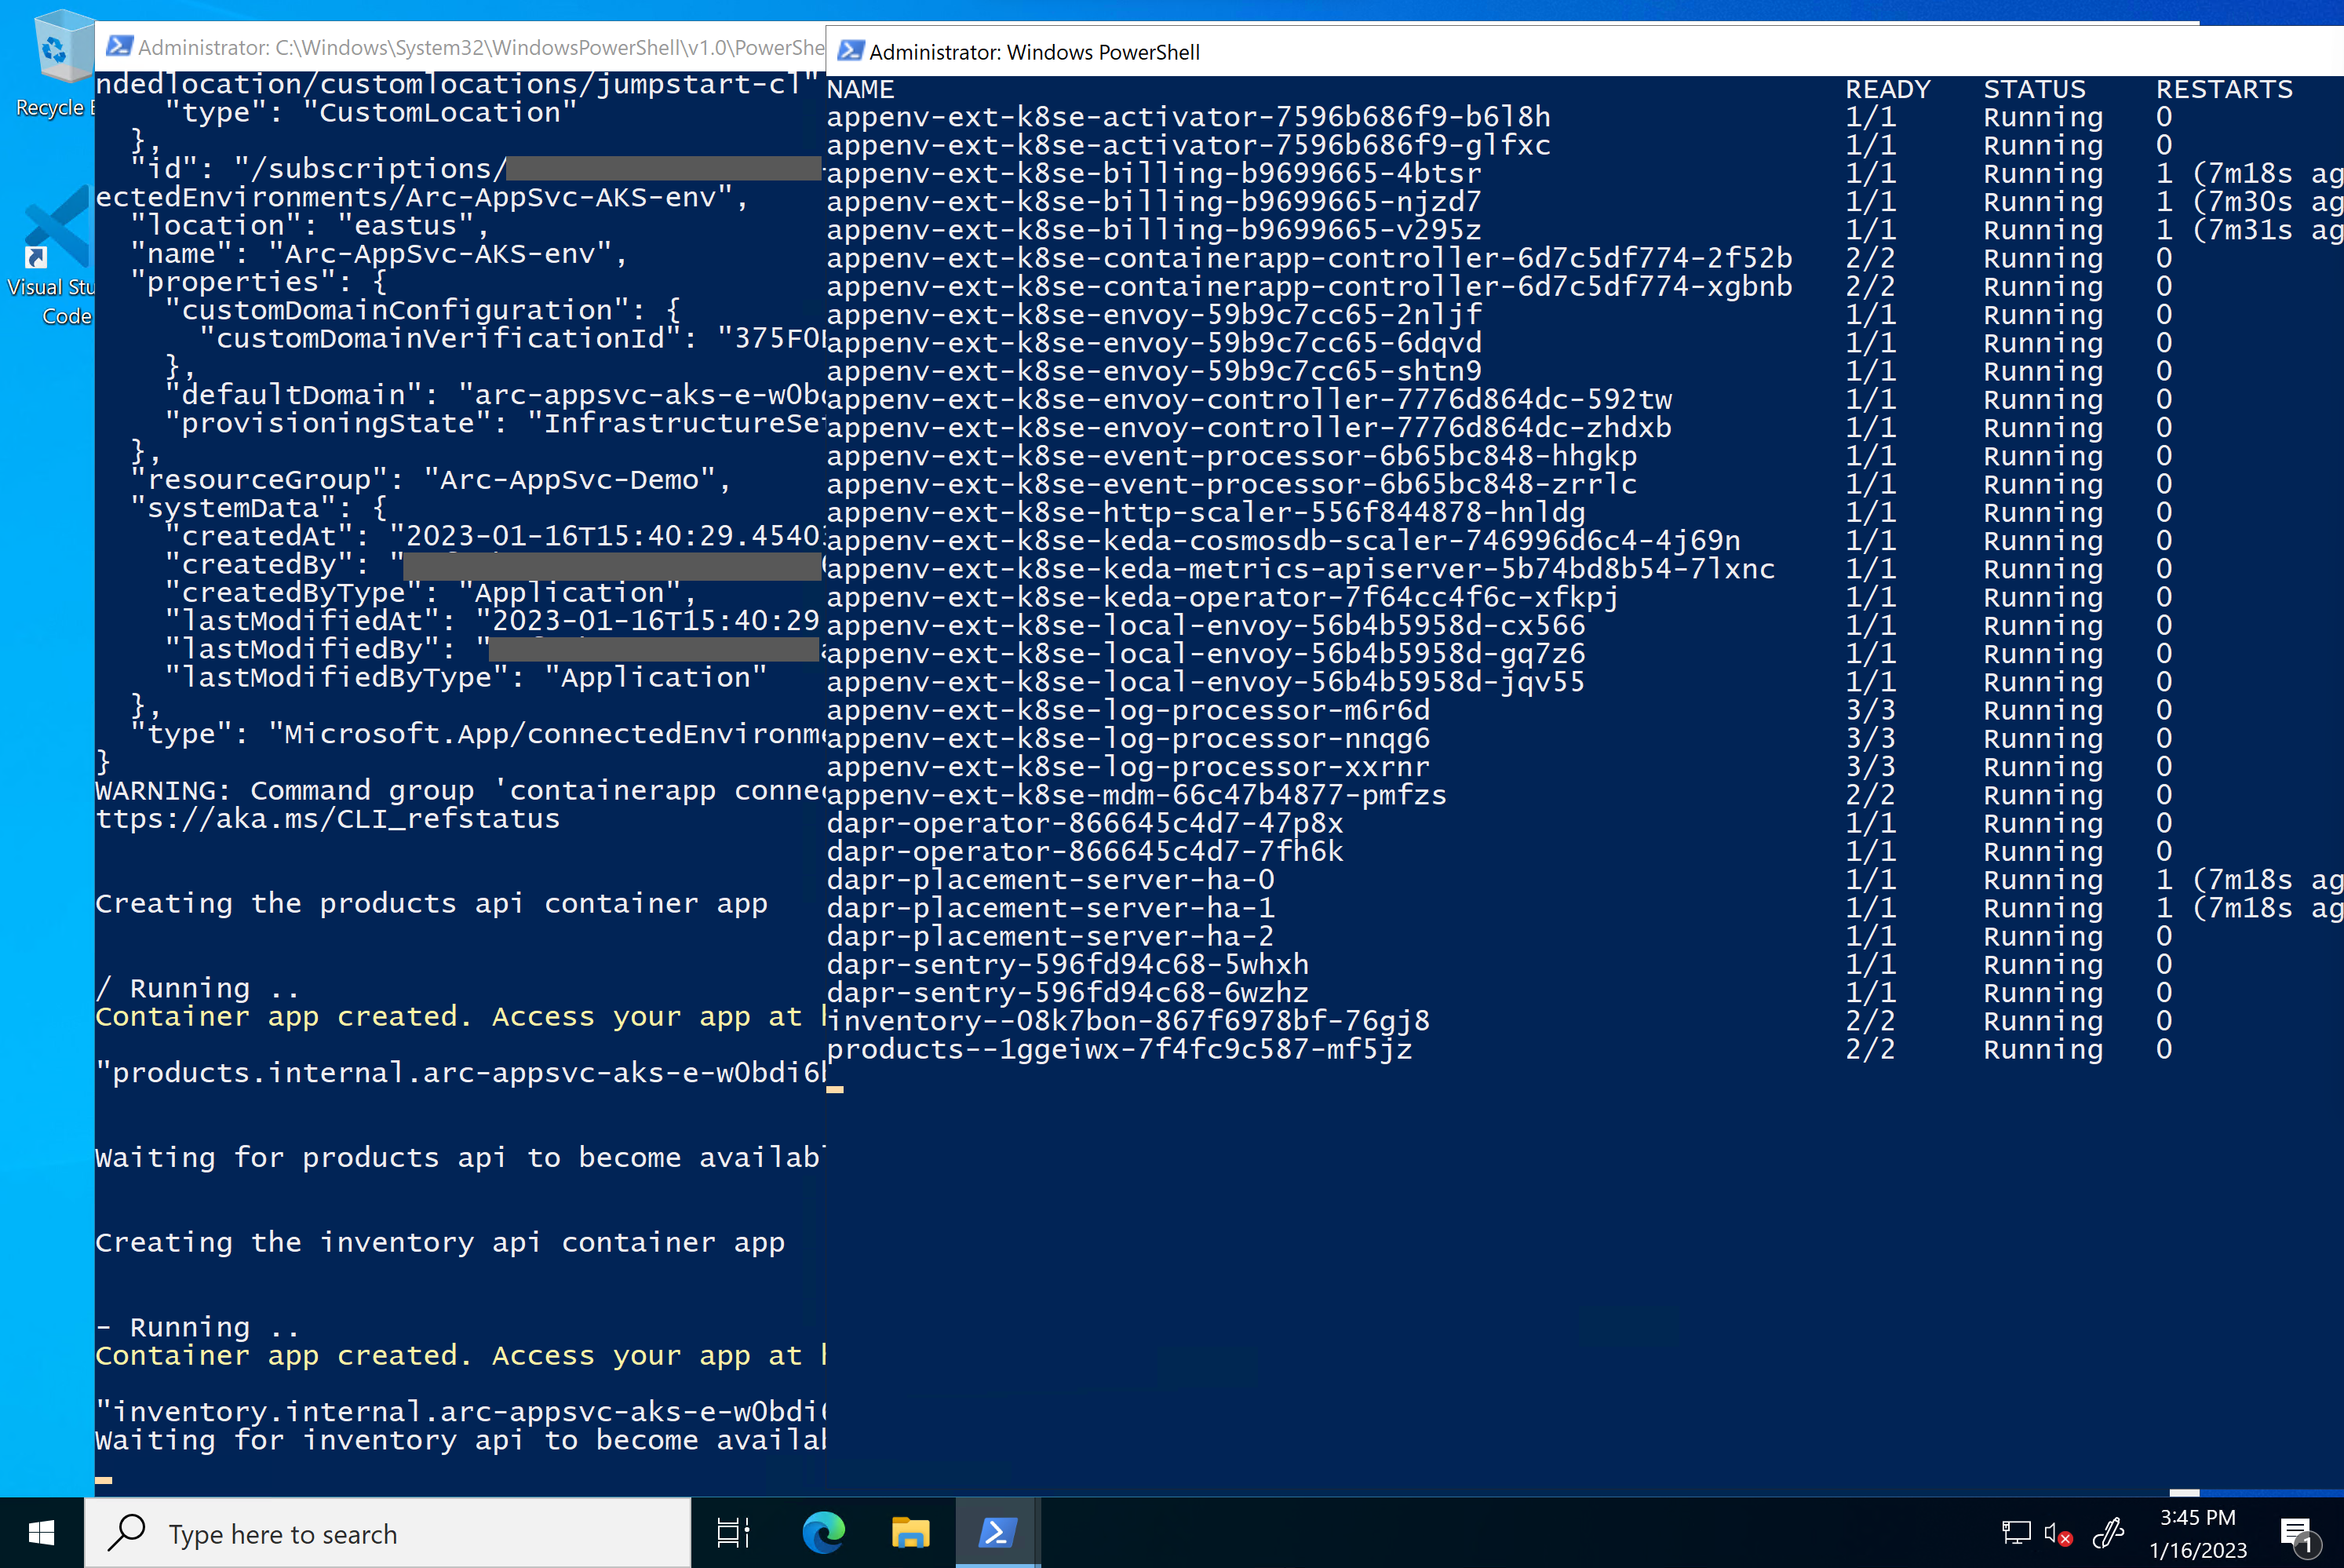 Recycle B
Visual Stu
Code
Administrator: C:\Windows\System32\WindowsPowerShell\v1.0\PowerShe
ndedlocation/customlocations/jumpstart-cl"
"type": "CustomLocation"
},
"id": "/subscriptions/
ectedEnvironments/Arc-AppSvc-AKS-env",
"location": "eastus",
"name": "Arc-AppSvc-AKS-env",
"properties": {
"customDomainConfiguration": {
"customDomainVerificationId": "375F0
},
"defaultDomain": "arc-appsvc-aks-e-w0bd
"provisioningState": "InfrastructureSe
},
"resourceGroup": "Arc-AppSvc-Demo",
"systemData": {
"createdAt": "2023-01-16T15:40:29.4540
"createdBy": "
"createdByType": "Application",
"lastModifiedAt": "2023-01-16T15:40:29
"lastModifiedBy": "
"lastModifiedByType": "Application"
},
"type": "Microsoft.App/connectedEnvironme
}
WARNING: Command group 'containerapp connec
ttps://aka.ms/CLI_refstatus
Creating the products api container app
/ Running ..
Container app created. Access your app at h
"products.internal.arc-appsvc-aks-e-w0bdi6b
Waiting for products api to become availabl
Creating the inventory api container app
- Running ..
Container app created. Access your app at h
"inventory.internal.arc-appsvc-aks-e-w0bdi6
Waiting for inventory api to become availab
Administrator: Windows PowerShell
NAME READY STATUS RESTARTS
appenv-ext-k8se-activator-7596b686f9-b6l8h 1/1 Running 0
appenv-ext-k8se-activator-7596b686f9-glfxc 1/1 Running 0
appenv-ext-k8se-billing-b9699665-4btsr 1/1 Running 1 (7m18s ag
appenv-ext-k8se-billing-b9699665-njzd7 1/1 Running 1 (7m30s ag
appenv-ext-k8se-billing-b9699665-v295z 1/1 Running 1 (7m31s ag
appenv-ext-k8se-containerapp-controller-6d7c5df774-2f52b 2/2 Running 0
appenv-ext-k8se-containerapp-controller-6d7c5df774-xgbnb 2/2 Running 0
appenv-ext-k8se-envoy-59b9c7cc65-2nljf 1/1 Running 0
appenv-ext-k8se-envoy-59b9c7cc65-6dqvd 1/1 Running 0
appenv-ext-k8se-envoy-59b9c7cc65-shtn9 1/1 Running 0
appenv-ext-k8se-envoy-controller-7776d864dc-592tw 1/1 Running 0
appenv-ext-k8se-envoy-controller-7776d864dc-zhdxb 1/1 Running 0
appenv-ext-k8se-event-processor-6b65bc848-hhgkp 1/1 Running 0
appenv-ext-k8se-event-processor-6b65bc848-zrrlc 1/1 Running 0
appenv-ext-k8se-http-scaler-556f844878-hnldg 1/1 Running 0
appenv-ext-k8se-keda-cosmosdb-scaler-746996d6c4-4j69n 1/1 Running 0
appenv-ext-k8se-keda-metrics-apiserver-5b74bd8b54-7lxnc 1/1 Running 0
appenv-ext-k8se-keda-operator-7f64cc4f6c-xfkpj 1/1 Running 0
appenv-ext-k8se-local-envoy-56b4b5958d-cx566 1/1 Running 0
appenv-ext-k8se-local-envoy-56b4b5958d-gq7z6 1/1 Running 0
appenv-ext-k8se-local-envoy-56b4b5958d-jqv55 1/1 Running 0
appenv-ext-k8se-log-processor-m6r6d 3/3 Running 0
appenv-ext-k8se-log-processor-nnqg6 3/3 Running 0
appenv-ext-k8se-log-processor-xxrnr 3/3 Running 0
appenv-ext-k8se-mdm-66c47b4877-pmfzs 2/2 Running 0
dapr-operator-866645c4d7-47p8x 1/1 Running 0
dapr-operator-866645c4d7-7fh6k 1/1 Running 0
dapr-placement-server-ha-0 1/1 Running 1 (7m18s ag
dapr-placement-server-ha-1 1/1 Running 1 (7m18s ag
dapr-placement-server-ha-2 1/1 Running 0
dapr-sentry-596fd94c68-5whxh 1/1 Running 0
dapr-sentry-596fd94c68-6wzhz 1/1 Running 0
inventory--08k7bon-867f6978bf-76gj8 2/2 Running 0
products--1ggeiwx-7f4fc9c587-mf5jz 2/2 Running 0
Type here to search
3:45 PM
1/16/2023
1